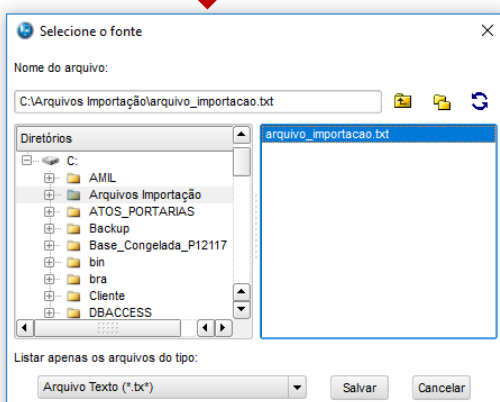 Selecione o fonte
Nome do arquivo:
C:\Arquivos Importação\arquivo_importacao.txt
Diretórios
C:
AMIL
Arquivos Importação
ATOS_PORTARIAS
Backup
Base_Congelada_P12117
bin
bra
Cliente
DBACCESS
arquivo_importacao.txt
Listar apenas os arquivos do tipo:
Arquivo Texto (*.tx*)
Salvar
Cancelar